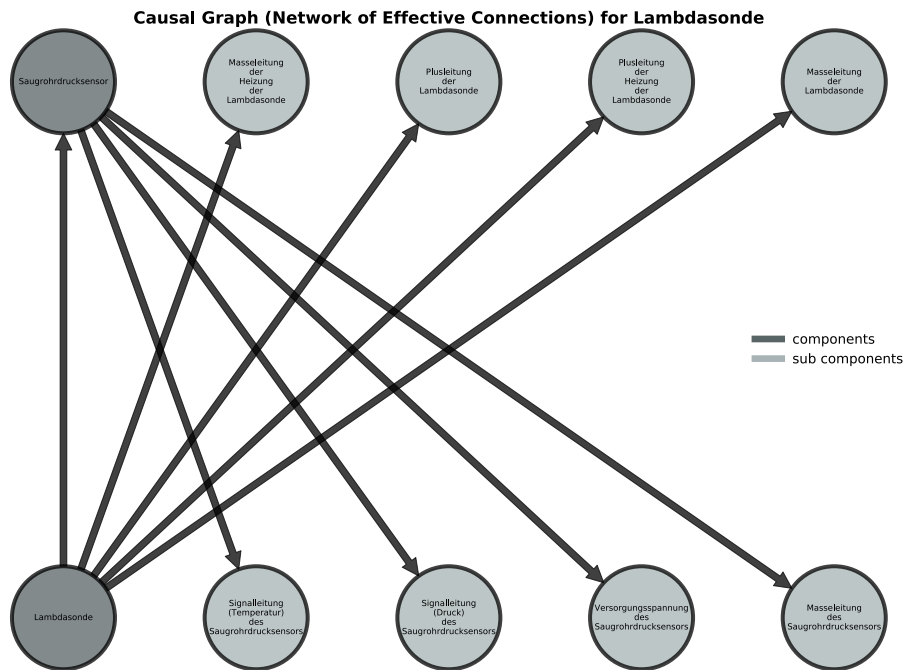 Causal Graph (Network of Effective Connections) for Lambdasonde
Saugrohrdrucksensor
Masseleitung
der
Heizung
der
Lambdasonde
Plusleitung
der
Lambdasonde
Plusleitung
der
Heizung
der
Lambdasonde
Masseleitung
der
Lambdasonde
components
sub components
Lambdasonde
Signalleitung
(Temperatur)
des
Saugrohrdrucksensors
Signalleitung
(Druck)
des
Saugrohrdrucksensors
Versorgungsspannung
des
Saugrohrdrucksensors
Masseleitung
des
Saugrohrdrucksensors